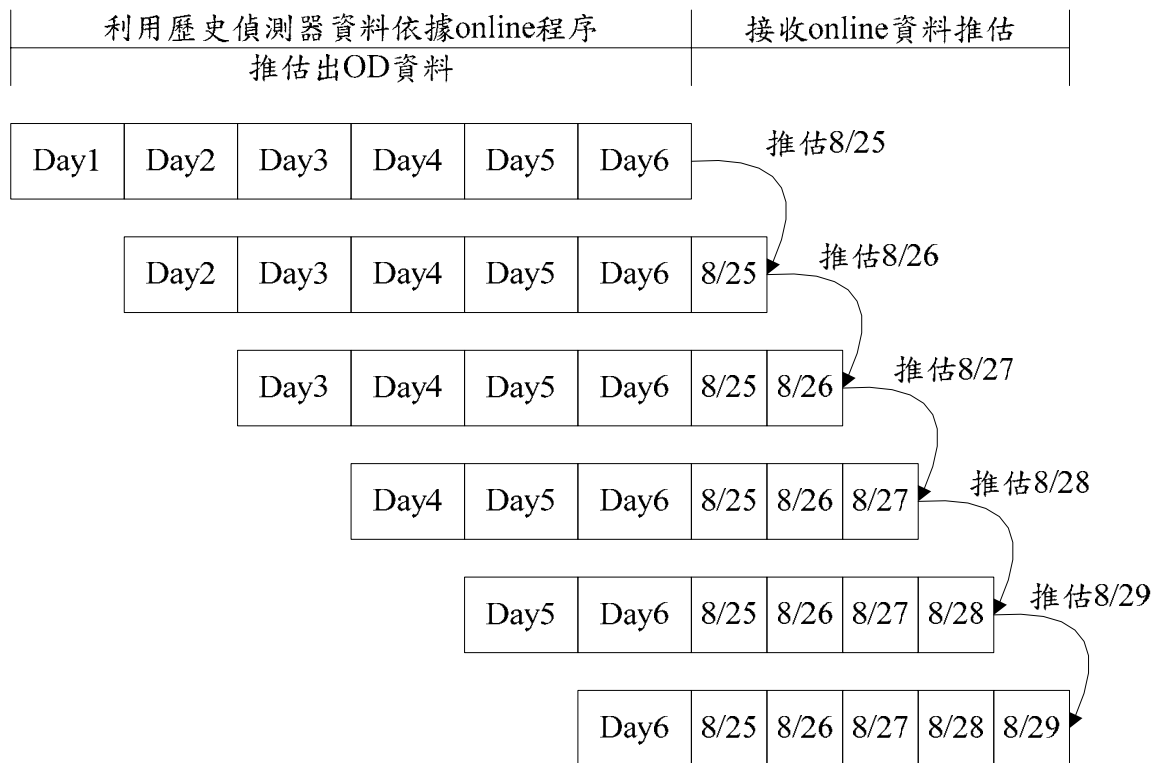 利用歷史偵測器資料依據online程序
接收online資料推估
推估出OD資料
Day1 Day2 Day3 Day4 Day5 Day6
推估8/25
Day2 Day3 Day4 Day5 Day6 8/25
推估8/26
Day3 Day4 Day5 Day6 8/25 8/26
推估8/27
Day4 Day5 Day6 8/25 8/26 8/27
推估8/28
Day5 Day6 8/25 8/26 8/27 8/28
推估8/29
Day6 8/25 8/26 8/27 8/28 8/29